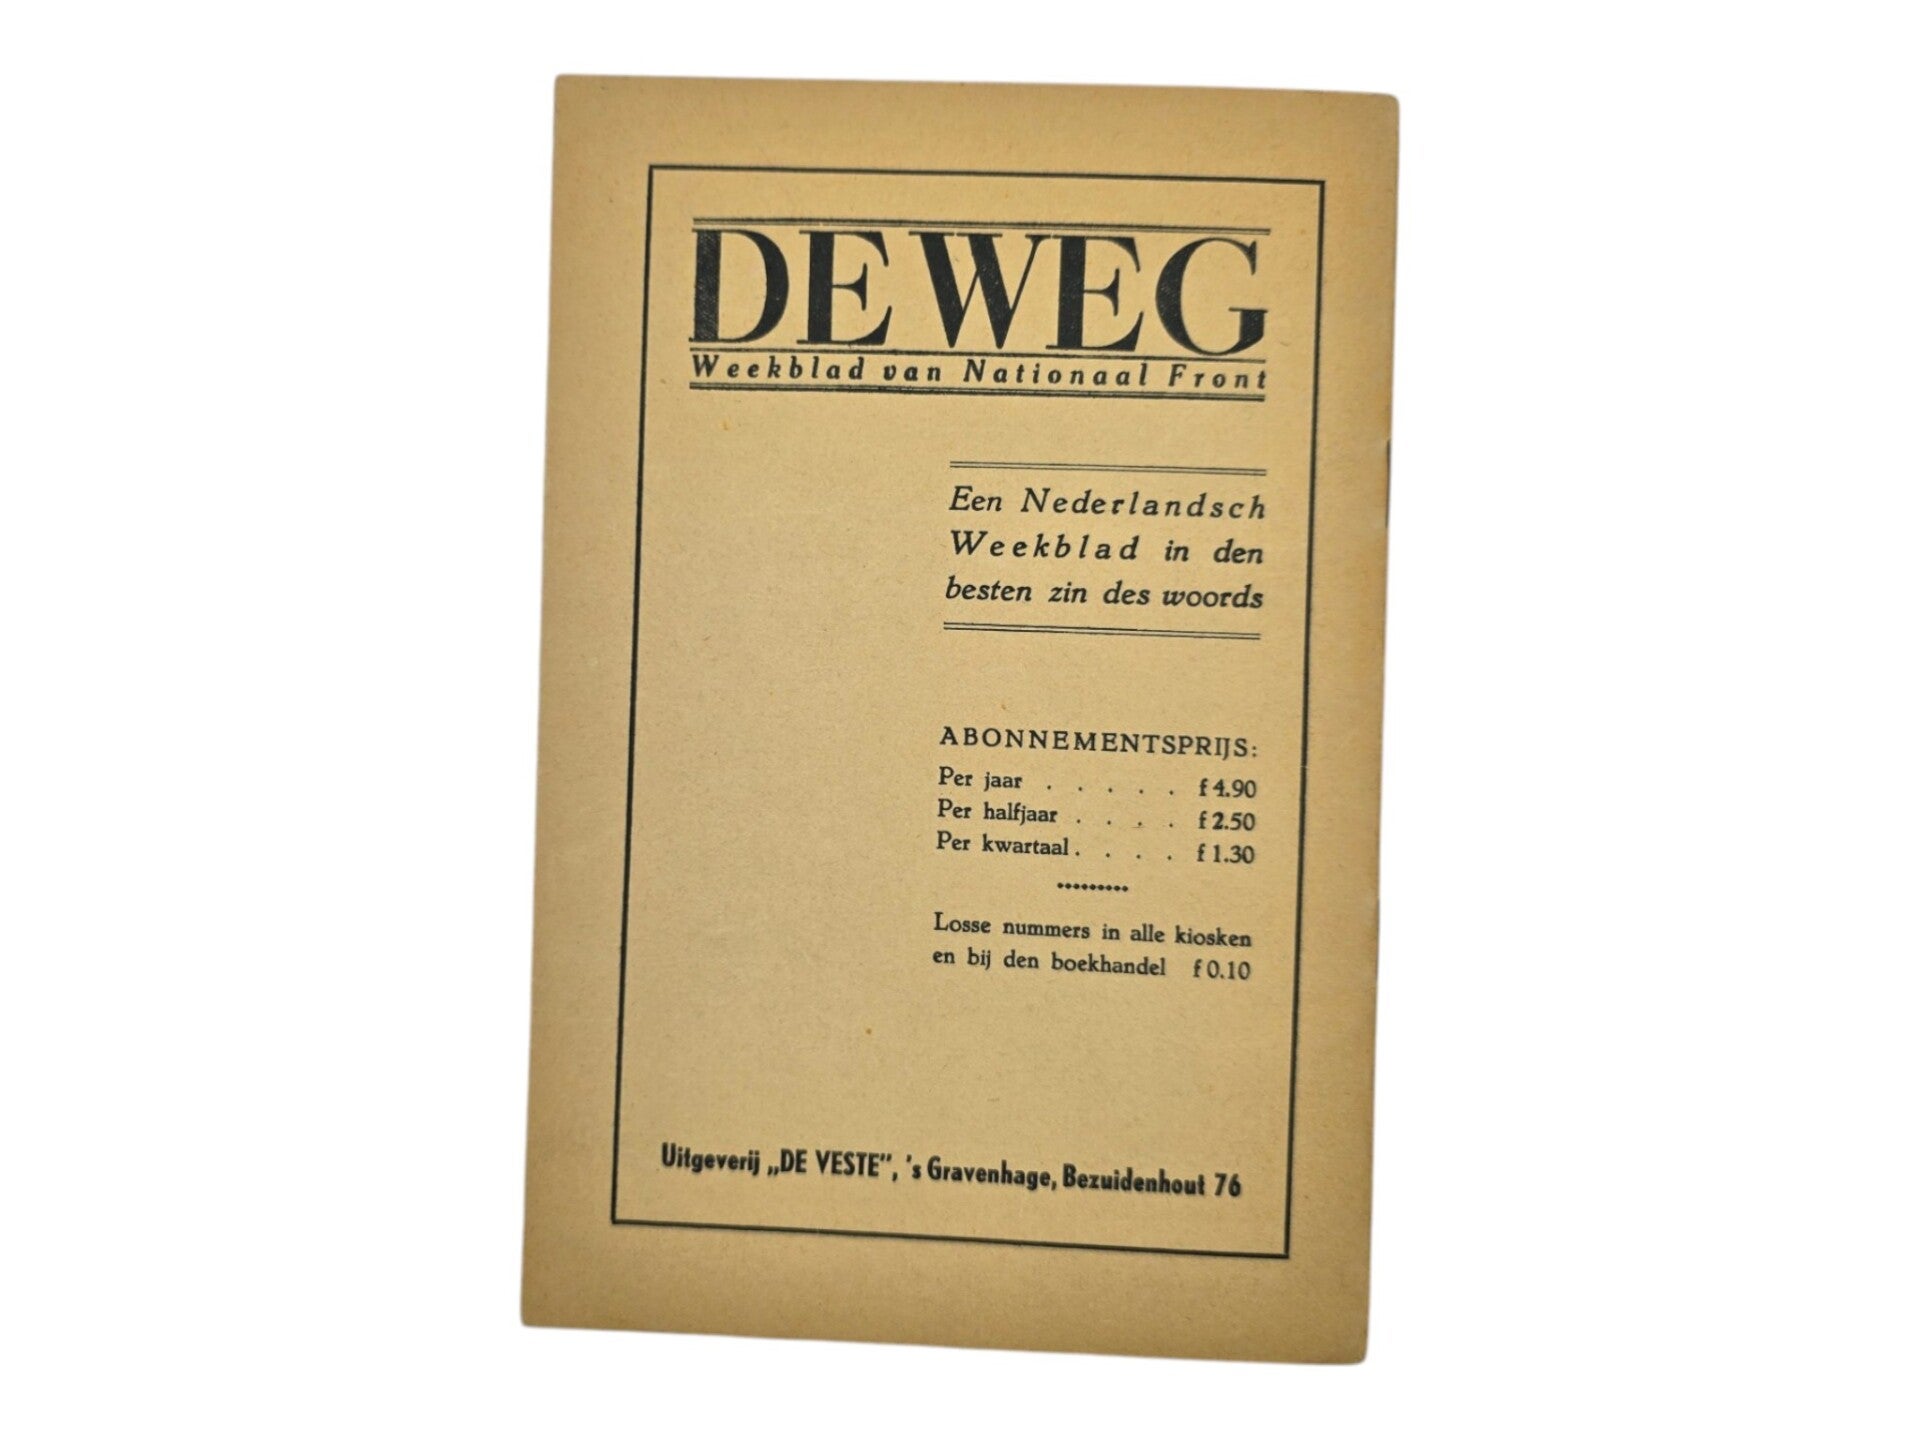 DE WEG
Weekblad van Nationaal Front
Een Nederlandsch
Weekblad in den
besten zin des woords
ABONNEMENTSPRIJS:
Per jaar . . . . . f 4.90
Per halfjaar . . . . f 2.50
Per kwartaal . . . . f 1.30
Losse nummers in alle kiosken
en bij den boekhandel f 0.10
Uitgeverij „DE VESTE”, 's Gravenhage, Bezuidenhout 76